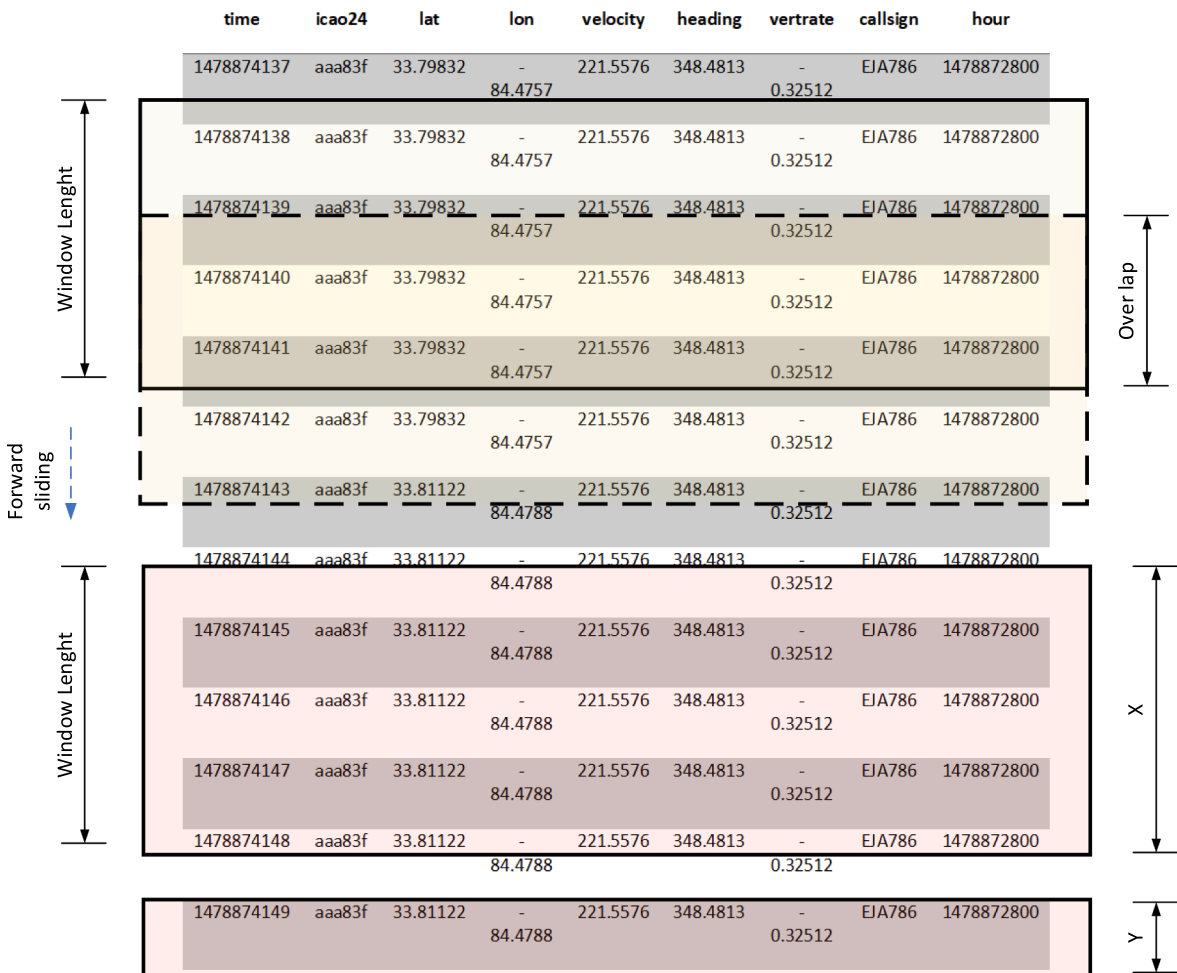 time icao24 lat lon velocity heading vertrate callsign hour
1478874137 aaa83f 33.79832 - 221.5576 348.4813 - EJA786 1478872800
84.4757 0.32512
1478874138 aaa83f 33.79832 - 221.5576 348.4813 - EJA786 1478872800
84.4757 0.32512
1478874139 aaa83f 33.79832 - 221.5576 348.4813 - EJA786 1478872800
84.4757 0.32512
1478874140 aaa83f 33.79832 - 221.5576 348.4813 - EJA786 1478872800
84.4757 0.32512
1478874141 aaa83f 33.79832 - 221.5576 348.4813 - EJA786 1478872800
84.4757 0.32512
1478874142 aaa83f 33.79832 - 221.5576 348.4813 - EJA786 1478872800
84.4757 0.32512
1478874143 aaa83f 33.81122 - 221.5576 348.4813 - EJA786 1478872800
84.4788 0.32512
1478874144 aaa83f 33.81122 - 221.5576 348.4813 - EJA786 1478872800
84.4788 0.32512
1478874145 aaa83f 33.81122 - 221.5576 348.4813 - EJA786 1478872800
84.4788 0.32512
1478874146 aaa83f 33.81122 - 221.5576 348.4813 - EJA786 1478872800
84.4788 0.32512
1478874147 aaa83f 33.81122 - 221.5576 348.4813 - EJA786 1478872800
84.4788 0.32512
1478874148 aaa83f 33.81122 - 221.5576 348.4813 - EJA786 1478872800
84.4788 0.32512
1478874149 aaa83f 33.81122 - 221.5576 348.4813 - EJA786 1478872800
84.4788 0.32512
Window Lenght
Forward
sliding
Window Lenght
Over lap
X
Y